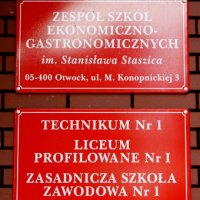 ZESPÓŁ SZKÓŁ
EKONOMICZNO-
GASTRONOMICZNYCH
im. Stanisława Staszica
05-400 Otwock, ul. M. Konopnickiej 3
TECHNIKUM Nr 1
LICEUM
PROFILOWANE Nr I
ZASADNICZA SZKOŁA
ZAWODOWA Nr 1